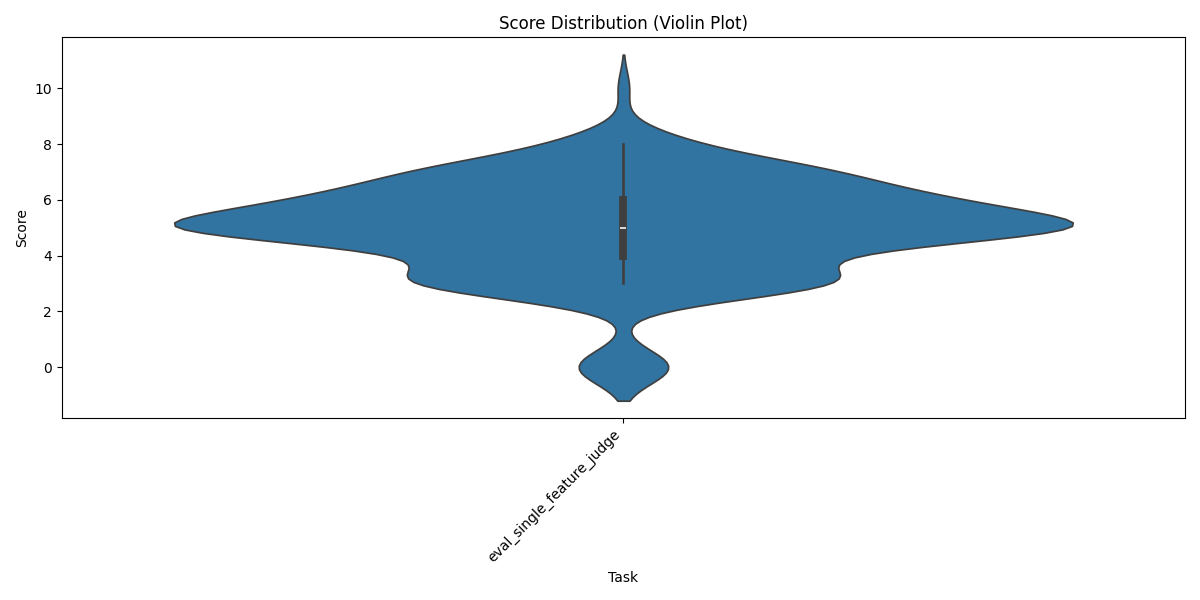 Score Distribution (Violin Plot)
10
8
6
4
2
0
Score
eval_single_feature_judge
Task